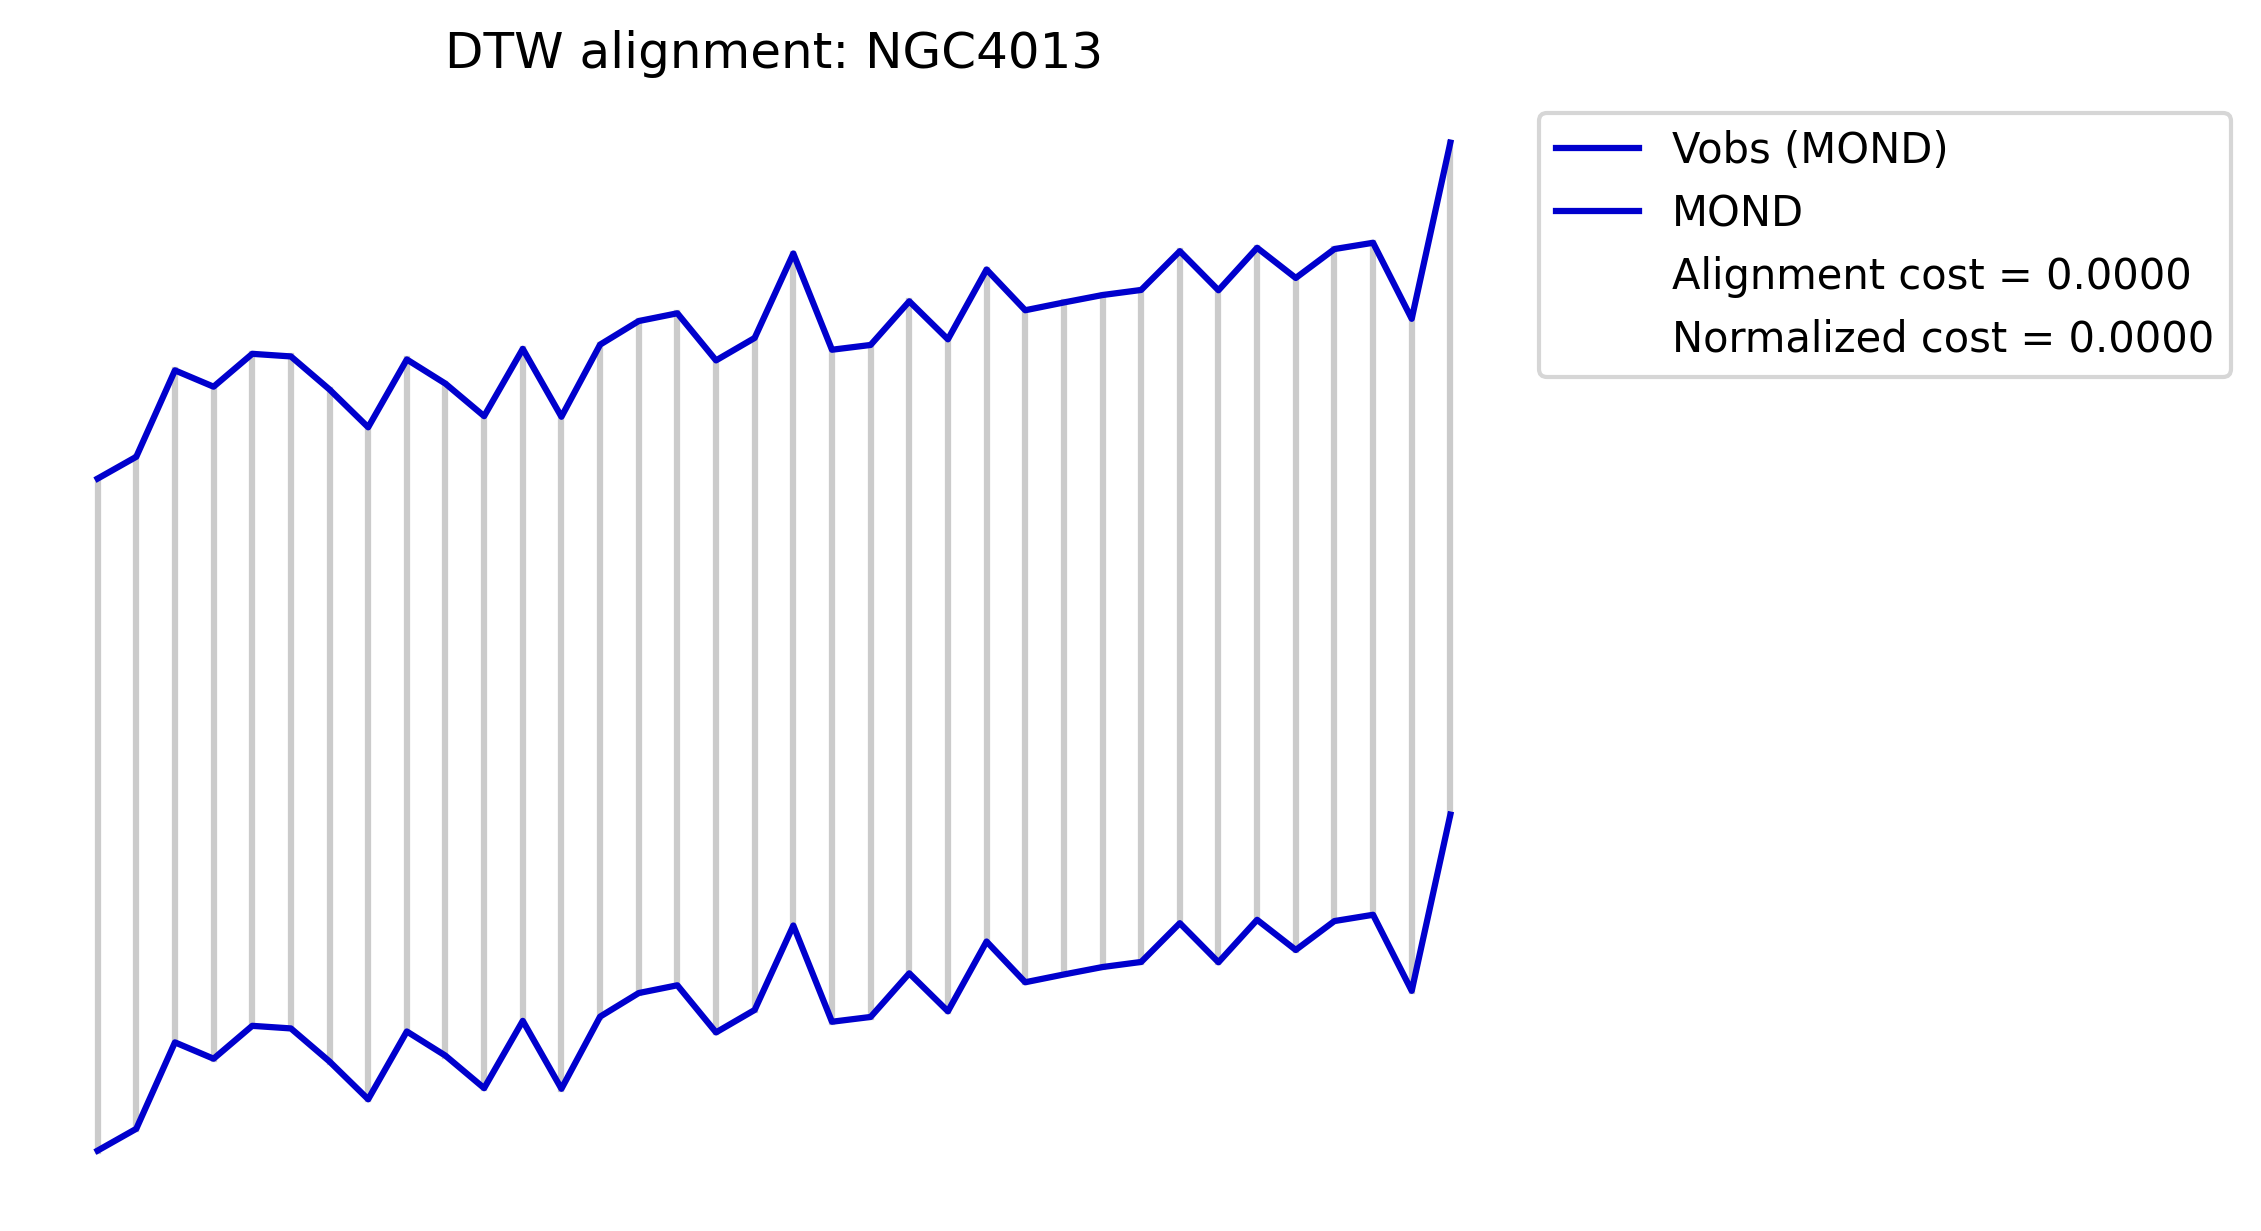 DTW alignment: NGC4013
Vobs (MOND)
MOND
Alignment cost = 0.0000
Normalized cost = 0.0000